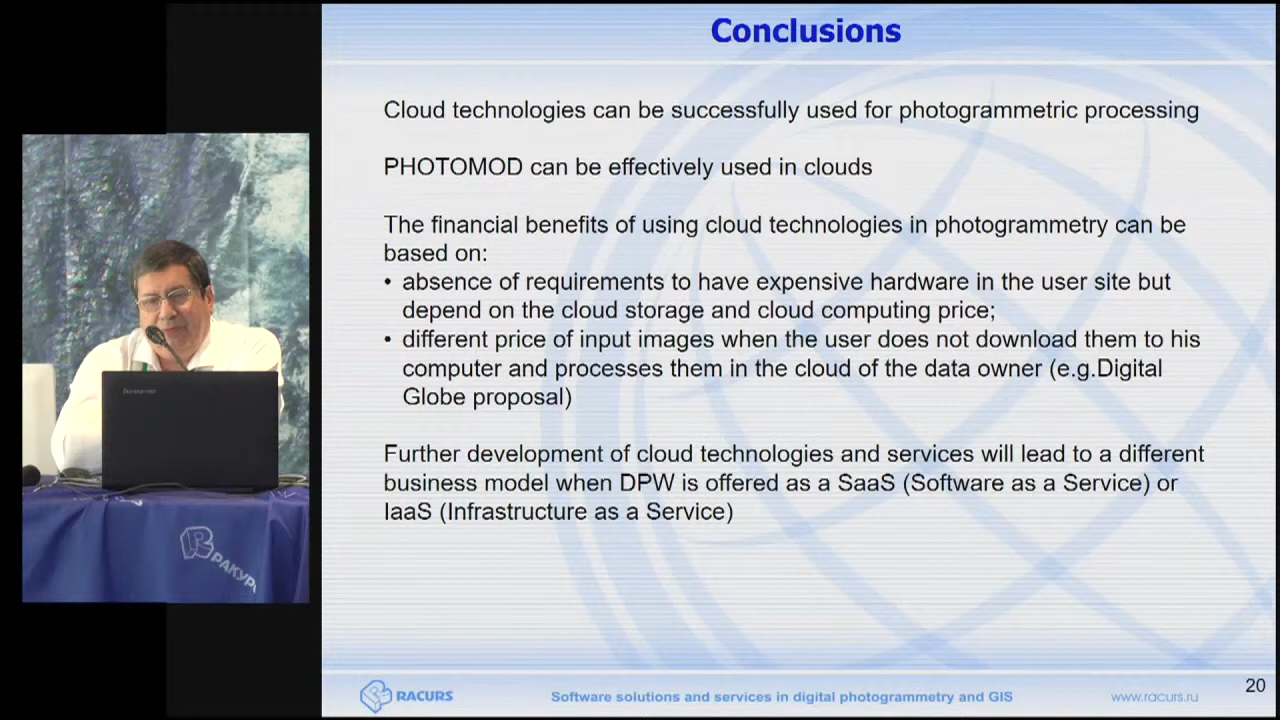 Conclusions
Cloud technologies can be successfully used for photogrammetric processing
PHOTOMOD can be effectively used in clouds
The financial benefits of using cloud technologies in photogrammetry can be
based on:
• absence of requirements to have expensive hardware in the user site but
depend on the cloud storage and cloud computing price;
• different price of input images when the user does not download them to his
computer and processes them in the cloud of the data owner (e.g.Digital
Globe proposal)
Further development of cloud technologies and services will lead to a different
business model when DPW is offered as a SaaS (Software as a Service) or
IaaS (Infrastructure as a Service)
RACURS
Software solutions and services in digital photogrammetry and GIS
www.racurs.ru
20
lenovo
РАКУРС